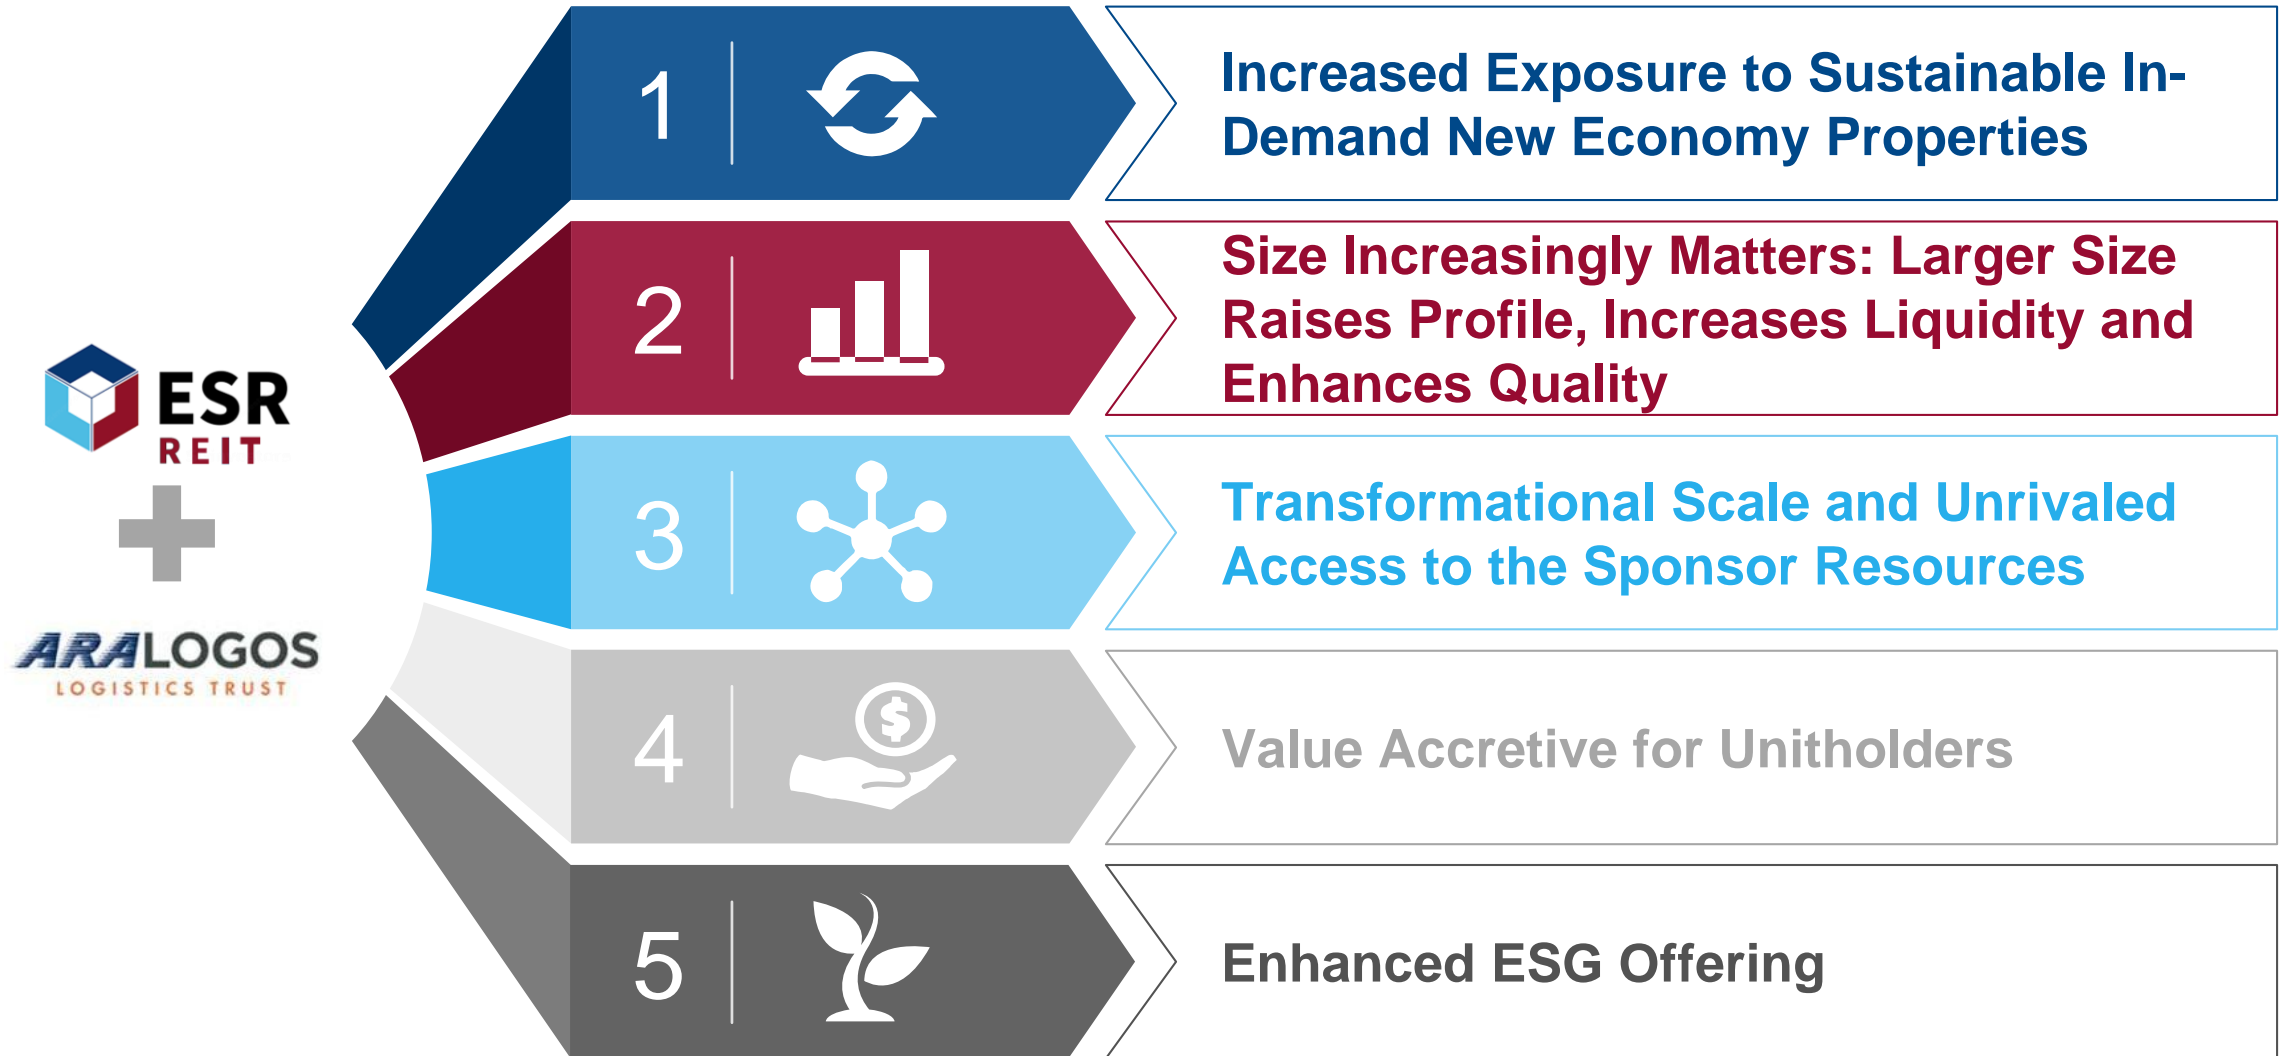 ESR
REIT
ARALOGOS
LOGISTICS TRUST
1
Increased Exposure to Sustainable In-
Demand New Economy Properties
2
Size Increasingly Matters: Larger Size
Raises Profile, Increases Liquidity and
Enhances Quality
3
Transformational Scale and Unrivaled
Access to the Sponsor Resources
4
$
Value Accretive for Unitholders
5
Enhanced ESG Offering